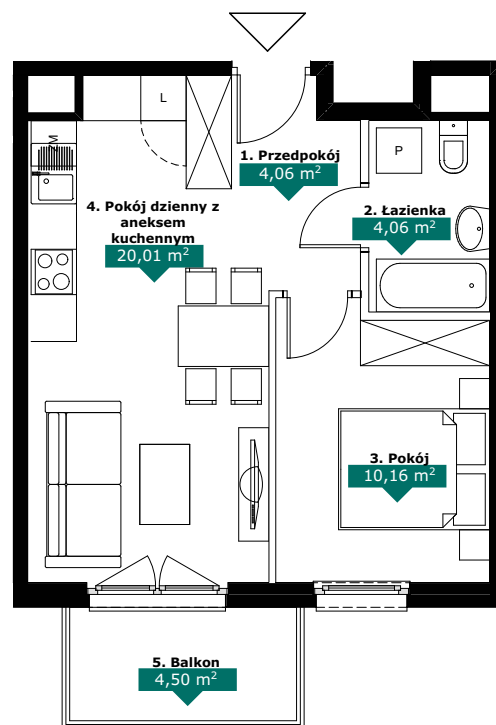 L
ZM
1. Przedpokój
4,06 m²
P
4. Pokój dzienny z
aneksem
kuchennym
20,01 m²
2. Łazienka
4,06 m²
3. Pokój
10,16 m²
5. Balkon
4,50 m²